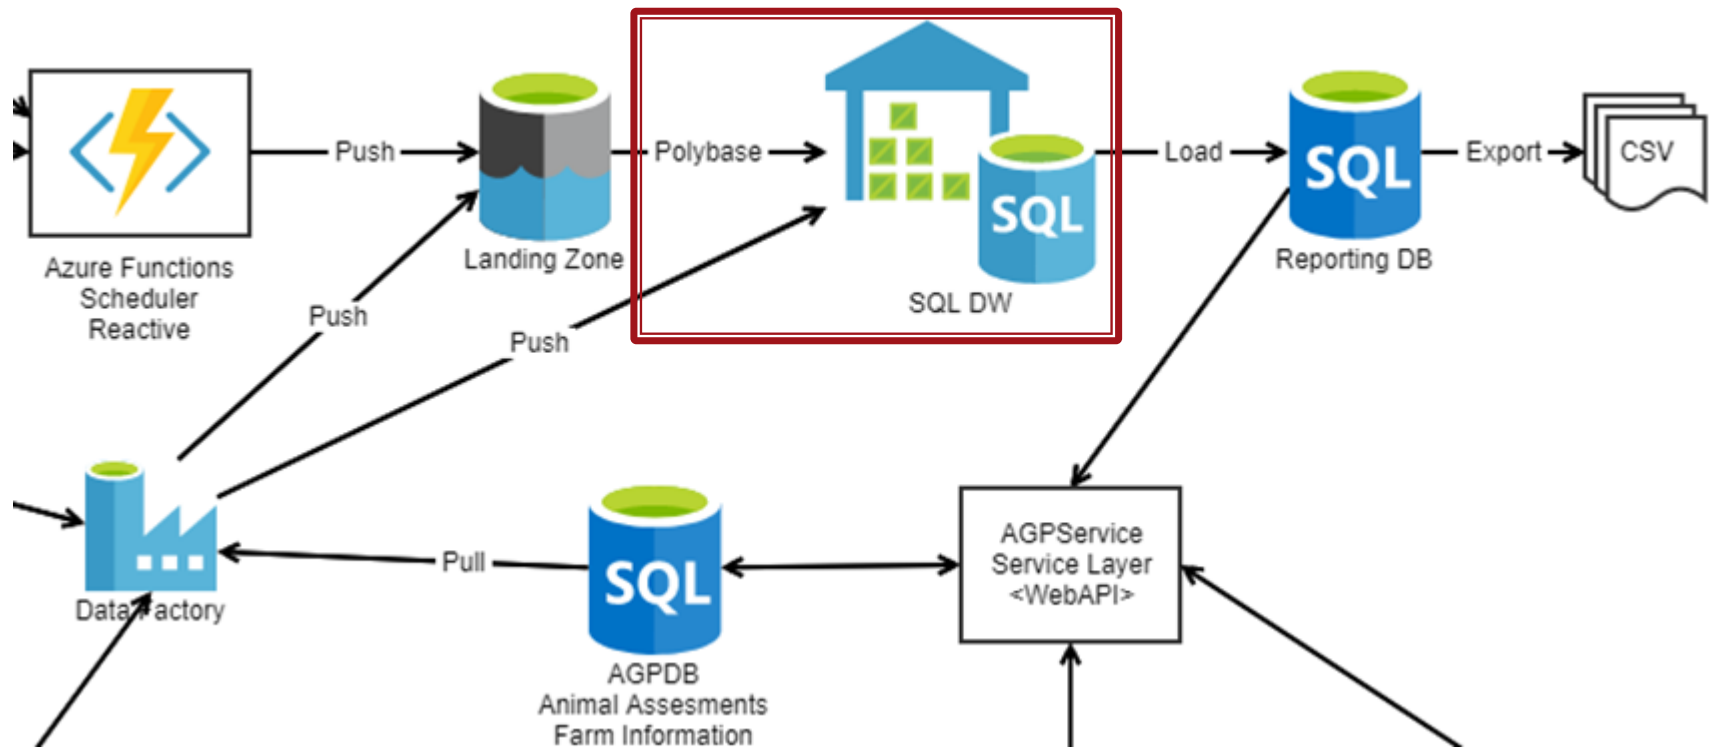 Push
Polybase
Load
Export
CSV
SQL
SQL
Azure Functions
Scheduler
Reactive
Landing Zone
SQL DW
Reporting DB
Push
Push
AGPService
Service Layer
<WebAPI>
Pull
SQL
Data Factory
AGPDB
Animal Assesments
Farm Information